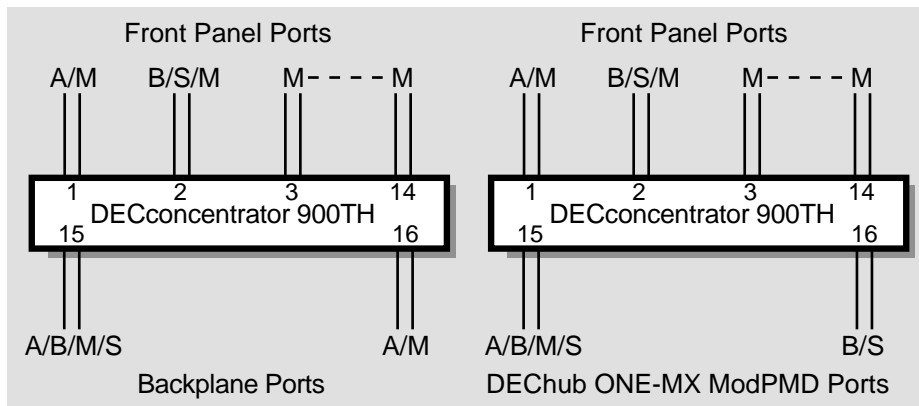 Front Panel Ports
A/M B/S/M M M
1 2 3 14
DECconcentrator 900TH
15 16
A/B/M/S A/M
Backplane Ports
Front Panel Ports
A/M B/S/M M M
1 2 3 14
DECconcentrator 900TH
15 16
A/B/M/S B/S
DEChub ONE-MX ModPMD Ports